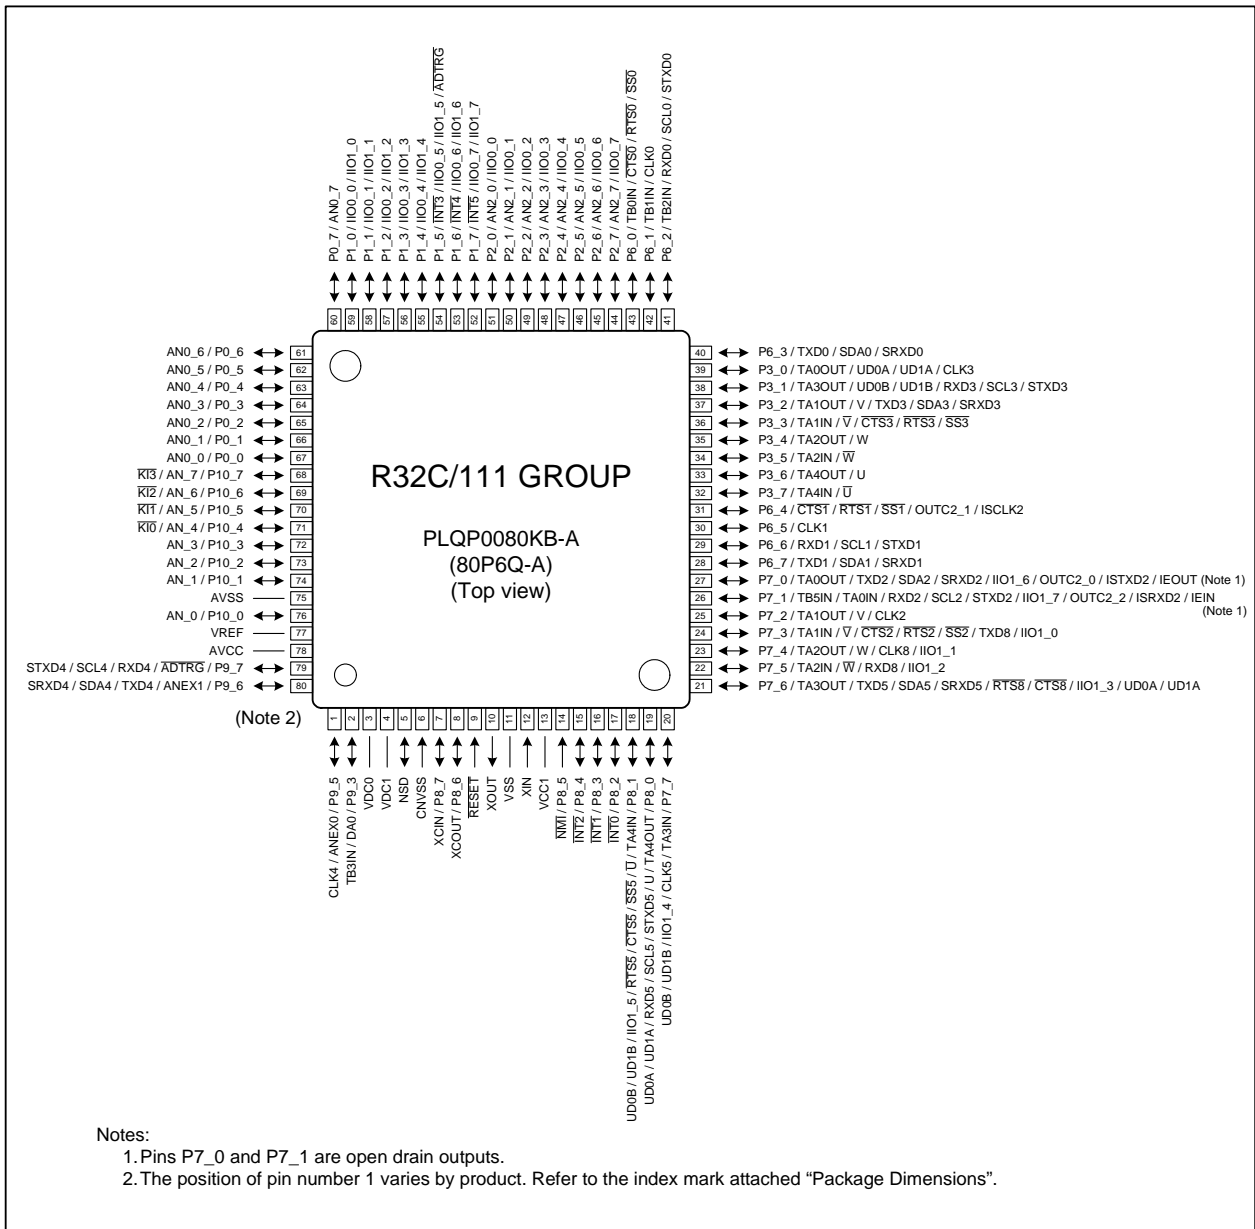 P0_7 / AN0_7
P1_0 / IIO0_0 / IIO1_0
P1_1 / IIO0_1 / IIO1_1
P1_2 / IIO0_2 / IIO1_2
P1_3 / IIO0_3 / IIO1_3
P1_4 / IIO0_4 / IIO1_4
P1_5 / INT3 / IIO0_5 / IIO1_5 / ADTRG
P1_6 / INT4 / IIO0_6 / IIO1_6
P1_7 / INT5 / IIO0_7 / IIO1_7
P2_0 / AN2_0 / IIO0_0
P2_1 / AN2_1 / IIO0_1
P2_2 / AN2_2 / IIO0_2
P2_3 / AN2_3 / IIO0_3
P2_4 / AN2_4 / IIO0_4
P2_5 / AN2_5 / IIO0_5
P2_6 / AN2_6 / IIO0_6
P2_7 / AN2_7 / IIO0_7
P6_0 / TB0IN / CTS0 / RTS0 / SS0
P6_1 / TB1IN / CLK0
P6_2 / TB2IN / RXD0 / SCL0 / STXD0
60 59 58 57 56 55 54 53 52 51 50 49 48 47 46 45 44 43 42 41
AN0_6 / P0_6 61
AN0_5 / P0_5 62
AN0_4 / P0_4 63
AN0_3 / P0_3 64
AN0_2 / P0_2 65
AN0_1 / P0_1 66
AN0_0 / P0_0 67
KI3 / AN_7 / P10_7 68
KI2 / AN_6 / P10_6 69
KI1 / AN_5 / P10_5 70
KI0 / AN_4 / P10_4 71
AN_3 / P10_3 72
AN_2 / P10_2 73
AN_1 / P10_1 74
AVSS 75
AN_0 / P10_0 76
VREF 77
AVCC 78
STXD4 / SCL4 / RXD4 / ADTRG / P9_7 79
SRXD4 / SDA4 / TXD4 / ANEX1 / P9_6 80
R32C/111 GROUP
PLQP0080KB-A
(80P6Q-A)
(Top view)
40 P6_3 / TXD0 / SDA0 / SRXD0
39 P3_0 / TA0OUT / UD0A / UD1A / CLK3
38 P3_1 / TA3OUT / UD0B / UD1B / RXD3 / SCL3 / STXD3
37 P3_2 / TA1OUT / V / TXD3 / SDA3 / SRXD3
36 P3_3 / TA1IN / V / CTS3 / RTS3 / SS3
35 P3_4 / TA2OUT / W
34 P3_5 / TA2IN / W
33 P3_6 / TA4OUT / U
32 P3_7 / TA4IN / U
31 P6_4 / CTS1 / RTS1 / SS1 / OUTC2_1 / ISCLK2
30 P6_5 / CLK1
29 P6_6 / RXD1 / SCL1 / STXD1
28 P6_7 / TXD1 / SDA1 / SRXD1
27 P7_0 / TA0OUT / TXD2 / SDA2 / SRXD2 / IIO1_6 / OUTC2_0 / ISTXD2 / IEOUT (Note 1)
26 P7_1 / TB5IN / TA0IN / RXD2 / SCL2 / STXD2 / IIO1_7 / OUTC2_2 / ISRXD2 / IEIN
(Note 1)
25 P7_2 / TA1OUT / V / CLK2
24 P7_3 / TA1IN / V / CTS2 / RTS2 / SS2 / TXD8 / IIO1_0
23 P7_4 / TA2OUT / W / CLK8 / IIO1_1
22 P7_5 / TA2IN / W / RXD8 / IIO1_2
21 P7_6 / TA3OUT / TXD5 / SDA5 / SRXD5 / RTS8 / CTS8 / IIO1_3 / UD0A / UD1A
(Note 2)
1 2 3 4 5 6 7 8 9 10 11 12 13 14 15 16 17 18 19 20
CLK4 / ANEX0 / P9_5
TB3IN / DA0 / P9_3
VDC0
VDC1
NSD
CNVSS
XCIN / P8_7
XCOUT / P8_6
RESET
XOUT
VSS
XIN
VCC1
NMI / P8_5
INT2 / P8_4
INT1 / P8_3
INT0 / P8_2
UD0B / UD1B / IIO1_5 / RTS5 / CTS5 / SS5 / U / TA4IN / P8_1
UD0A / UD1A / RXD5 / SCL5 / STXD5 / U / TA4OUT / P8_0
UD0B / UD1B / IIO1_4 / CLK5 / TA3IN / P7_7
Notes:
1. Pins P7_0 and P7_1 are open drain outputs.
2. The position of pin number 1 varies by product. Refer to the index mark attached “Package Dimensions”.